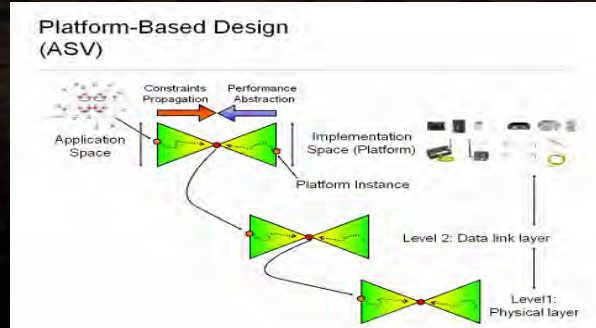 Platform-Based Design
(ASV)
Constraints
Propagation
Performance
Abstraction
Application
Space
Implementation
Space (Platform)
Platform Instance
Level 2: Data link layer
Level1:
Physical layer